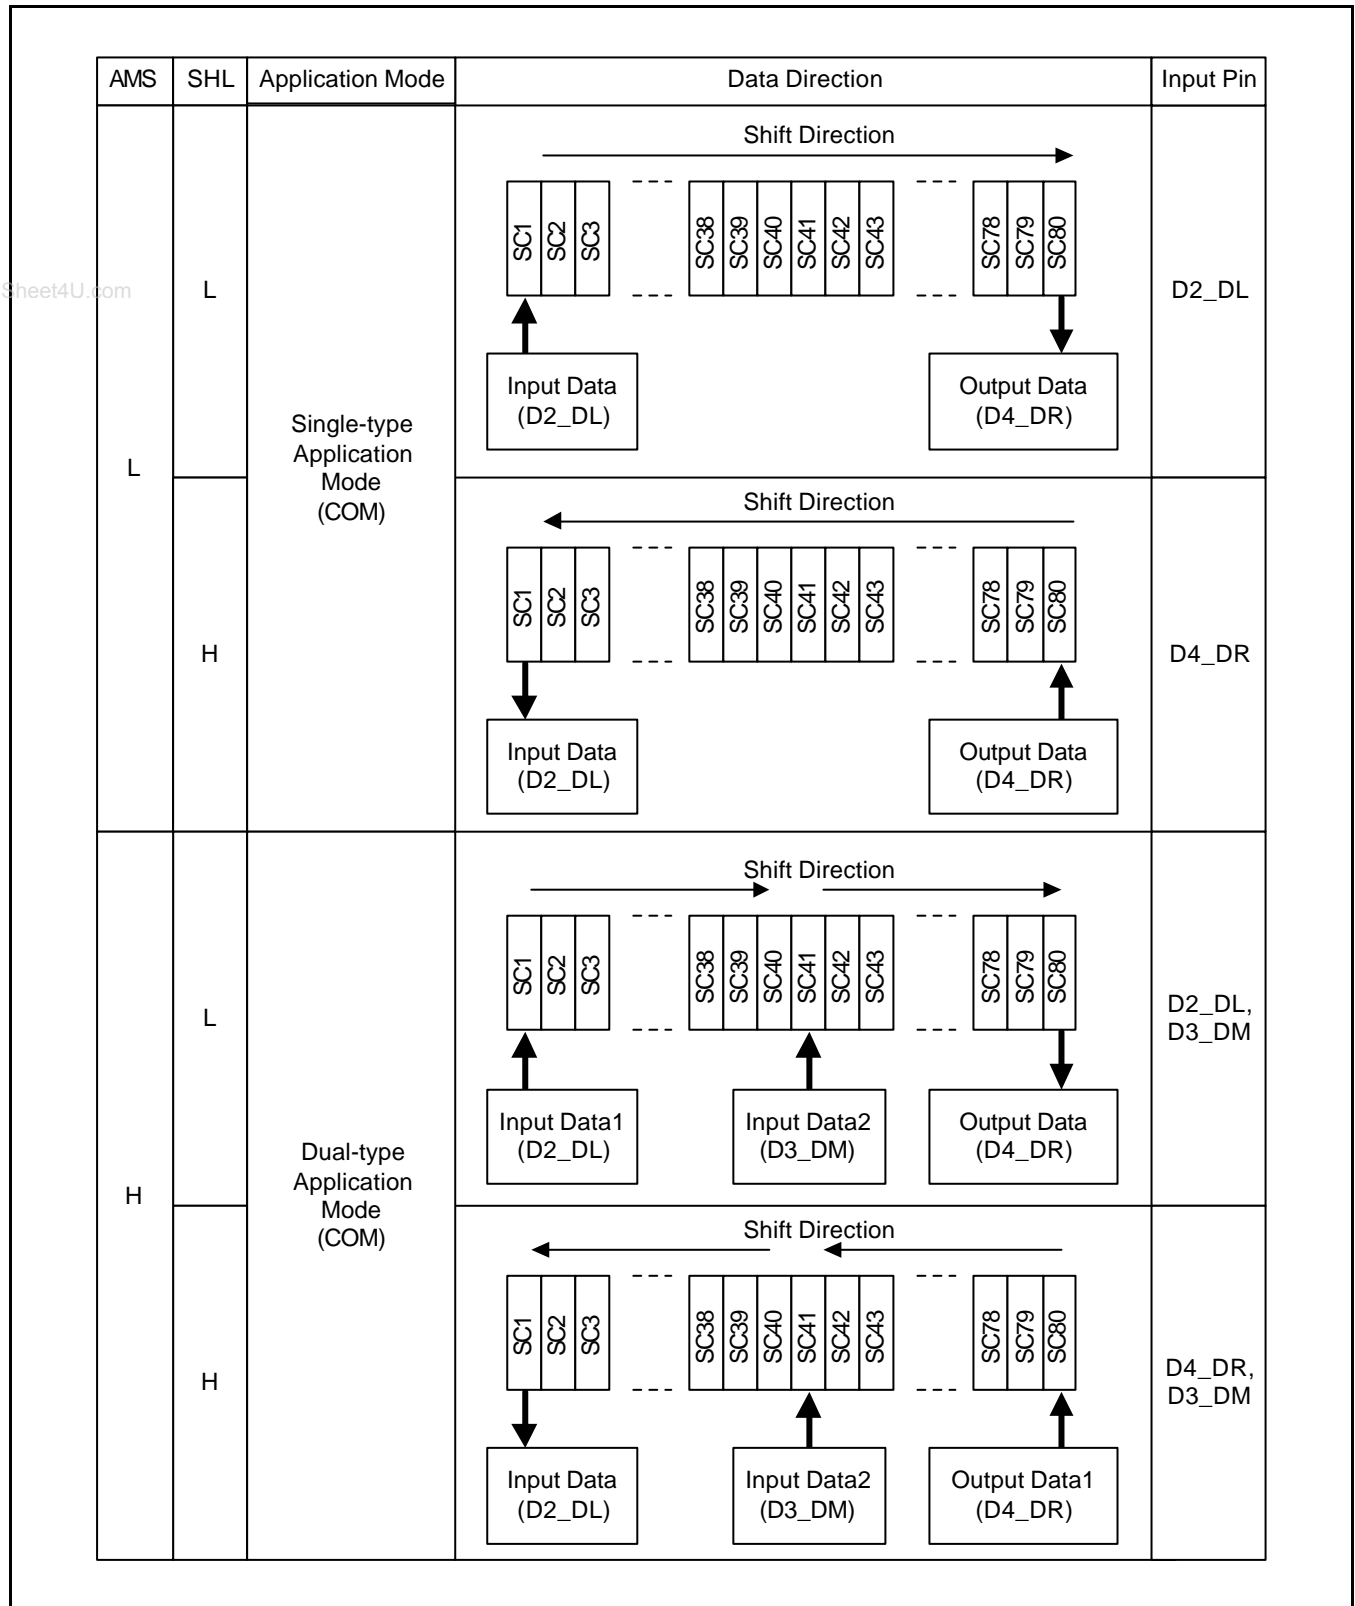 AMS SHL Application Mode Data Direction Input Pin
L
L
Single-type
Application
Mode
(COM)
Shift Direction
SC1 SC2 SC3 SC38 SC39 SC40 SC41 SC42 SC43 SC78 SC79 SC80
Input Data
(D2_DL)
Output Data
(D4_DR)
D2_DL
H
Shift Direction
SC1 SC2 SC3 SC38 SC39 SC40 SC41 SC42 SC43 SC78 SC79 SC80
Input Data
(D2_DL)
Output Data
(D4_DR)
D4_DR
H
L
Dual-type
Application
Mode
(COM)
Shift Direction
SC1 SC2 SC3 SC38 SC39 SC40 SC41 SC42 SC43 SC78 SC79 SC80
Input Data1
(D2_DL)
Input Data2
(D3_DM)
Output Data
(D4_DR)
D2_DL,
D3_DM
H
Shift Direction
SC1 SC2 SC3 SC38 SC39 SC40 SC41 SC42 SC43 SC78 SC79 SC80
Input Data
(D2_DL)
Input Data2
(D3_DM)
Output Data1
(D4_DR)
D4_DR,
D3_DM
Sheet4U.com